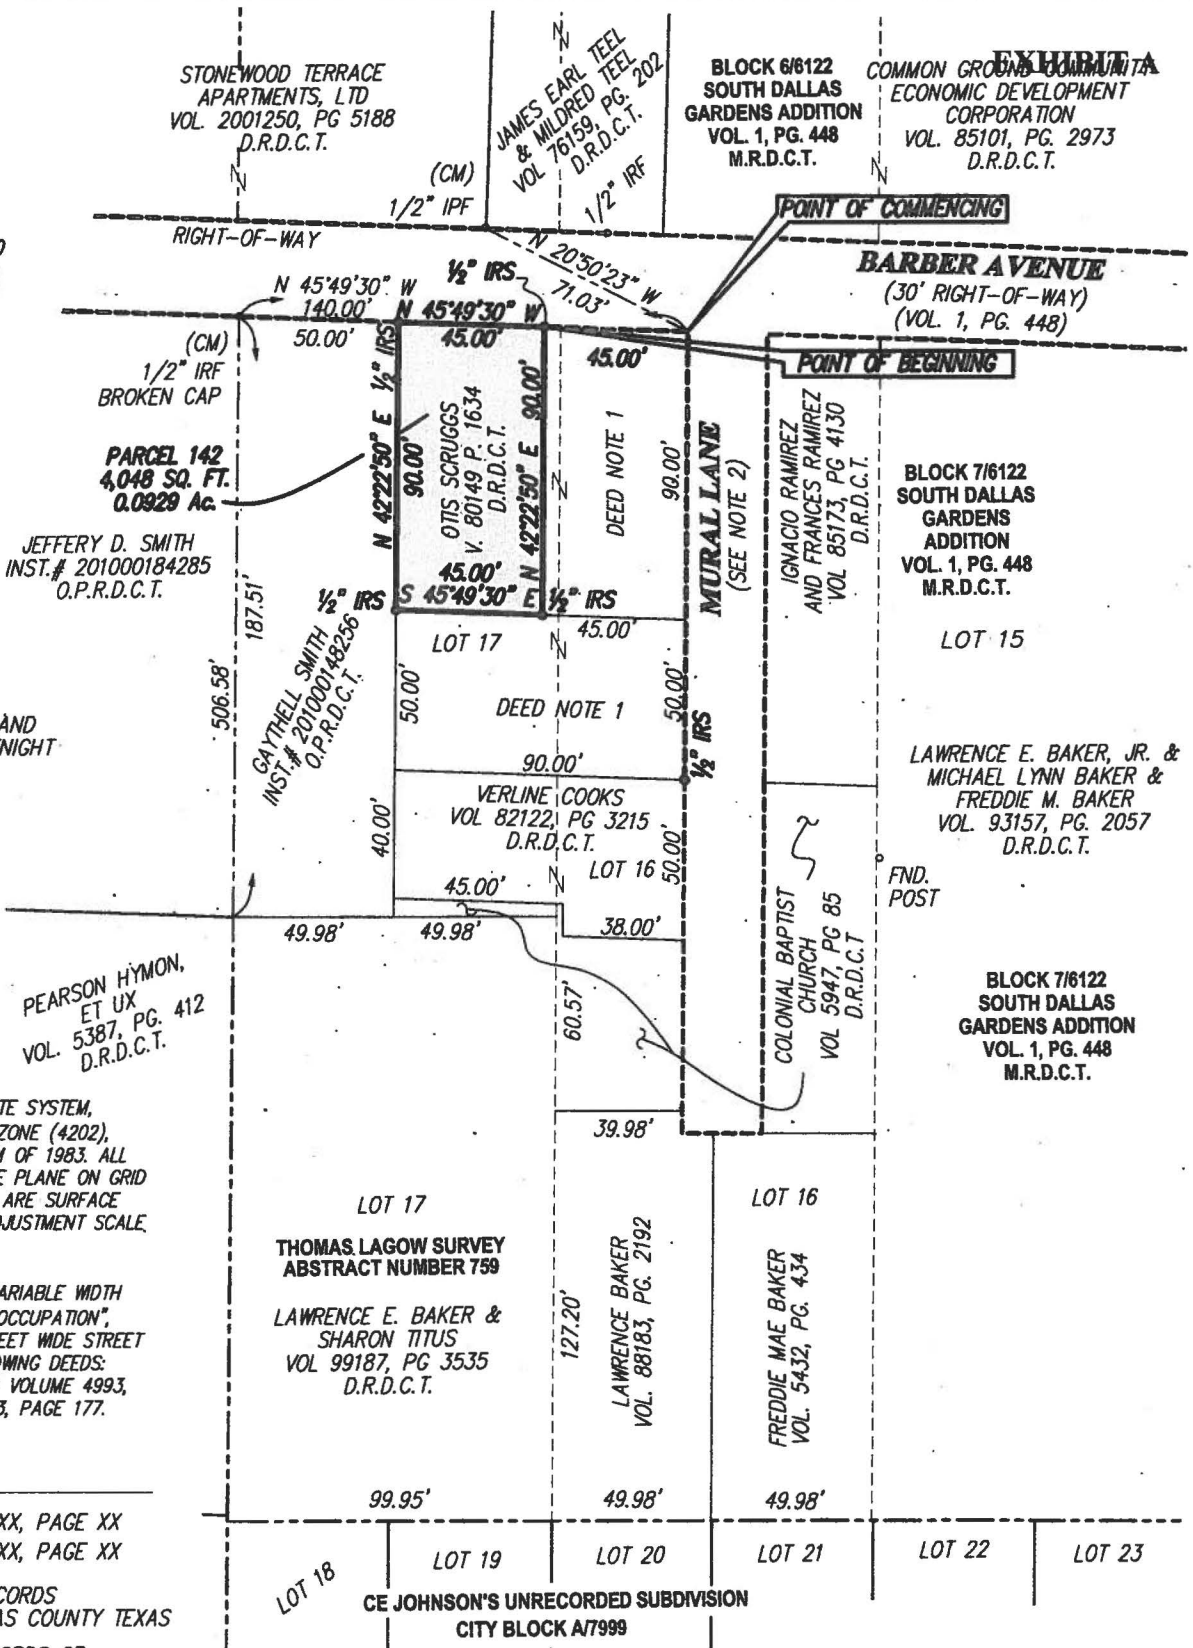 EXHIBIT A
STONEWOOD TERRACE
APARTMENTS, LTD
VOL. 2001250, PG 5188
D.R.D.C.T.
JAMES EARL TEEL
& MILDRED TEEL
VOL 76159, PG. 202
D.R.D.C.T.
BLOCK 6/6122
SOUTH DALLAS
GARDENS ADDITION
VOL. 1, PG. 448
M.R.D.C.T.
COMMON GROUND COMMUNITY
ECONOMIC DEVELOPMENT
CORPORATION
VOL. 85101, PG. 2973
D.R.D.C.T.
(CM)
1/2" IPF
1/2" IRF
POINT OF COMMENCING
RIGHT-OF-WAY
N 20°50'23" W
71.03'
BARBER AVENUE
(30' RIGHT-OF-WAY)
(VOL. 1, PG. 448)
½" IRS
N 45°49'30" W
140.00'
N 45°49'30" W
50.00'
45.00'
45.00'
POINT OF BEGINNING
(CM)
1/2" IRF
BROKEN CAP
½" IRS
N 42°22'50" E
90.00'
OTIS SCRUGGS
V. 80149 P. 1634
D.R.D.C.T.
90.00'
N 42°22'50" E
DEED NOTE 1
90.00'
MURAL LANE
(SEE NOTE 2)
IGNACIO RAMIREZ
AND FRANCES RAMIREZ
VOL 85173, PG 4130
D.R.D.C.T.
PARCEL 142
4,048 SQ. FT.
0.0929 Ac.
BLOCK 7/6122
SOUTH DALLAS
GARDENS
ADDITION
VOL. 1, PG. 448
M.R.D.C.T.
JEFFERY D. SMITH
INST.# 201000184285
O.P.R.D.C.T.
45.00'
½" IRS
S 45°49'30" E
½" IRS
45.00'
187.51'
506.58'
GAYTHELL SMITH
INST.# 201000148256
O.P.R.D.C.T.
LOT 17
LOT 15
50.00'
DEED NOTE 1
50.00'
½" IRS
90.00'
AND
NIGHT
LAWRENCE E. BAKER, JR. &
MICHAEL LYNN BAKER &
FREDDIE M. BAKER
VOL. 93157, PG. 2057
D.R.D.C.T.
VERLINE COOKS
VOL 82122, PG 3215
D.R.D.C.T.
40.00'
LOT 16
50.00'
FND.
POST
45.00'
49.98'
49.98'
38.00'
COLONIAL BAPTIST
CHURCH
VOL 5947, PG 85
D.R.D.C.T
PEARSON HYMON,
ET UX
VOL. 5387, PG. 412
D.R.D.C.T.
60.57'
BLOCK 7/6122
SOUTH DALLAS
GARDENS ADDITION
VOL. 1, PG. 448
M.R.D.C.T.
TE SYSTEM,
ZONE (4202),
M OF 1983. ALL
E PLANE ON GRID
ARE SURFACE
DJUSTMENT SCALE
39.98'
LOT 17
LOT 16
THOMAS LAGOW SURVEY
ABSTRACT NUMBER 759
LAWRENCE E. BAKER &
SHARON TITUS
VOL 99187, PG 3535
D.R.D.C.T.
127.20'
LAWRENCE BAKER
VOL. 88183, PG. 2192
FREDDIE MAE BAKER
VOL. 5432, PG. 434
ARIABLE WIDTH
OCCUPATION",
EET WIDE STREET
OWING DEEDS:
VOLUME 4993,
3, PAGE 177.
99.95'
49.98'
49.98'
XX, PAGE XX
XX, PAGE XX
CORDS
AS COUNTY TEXAS
LOT 18
LOT 19
LOT 20
LOT 21
LOT 22
LOT 23
CE JOHNSON'S UNRECORDED SUBDIVISION
CITY BLOCK A/7999